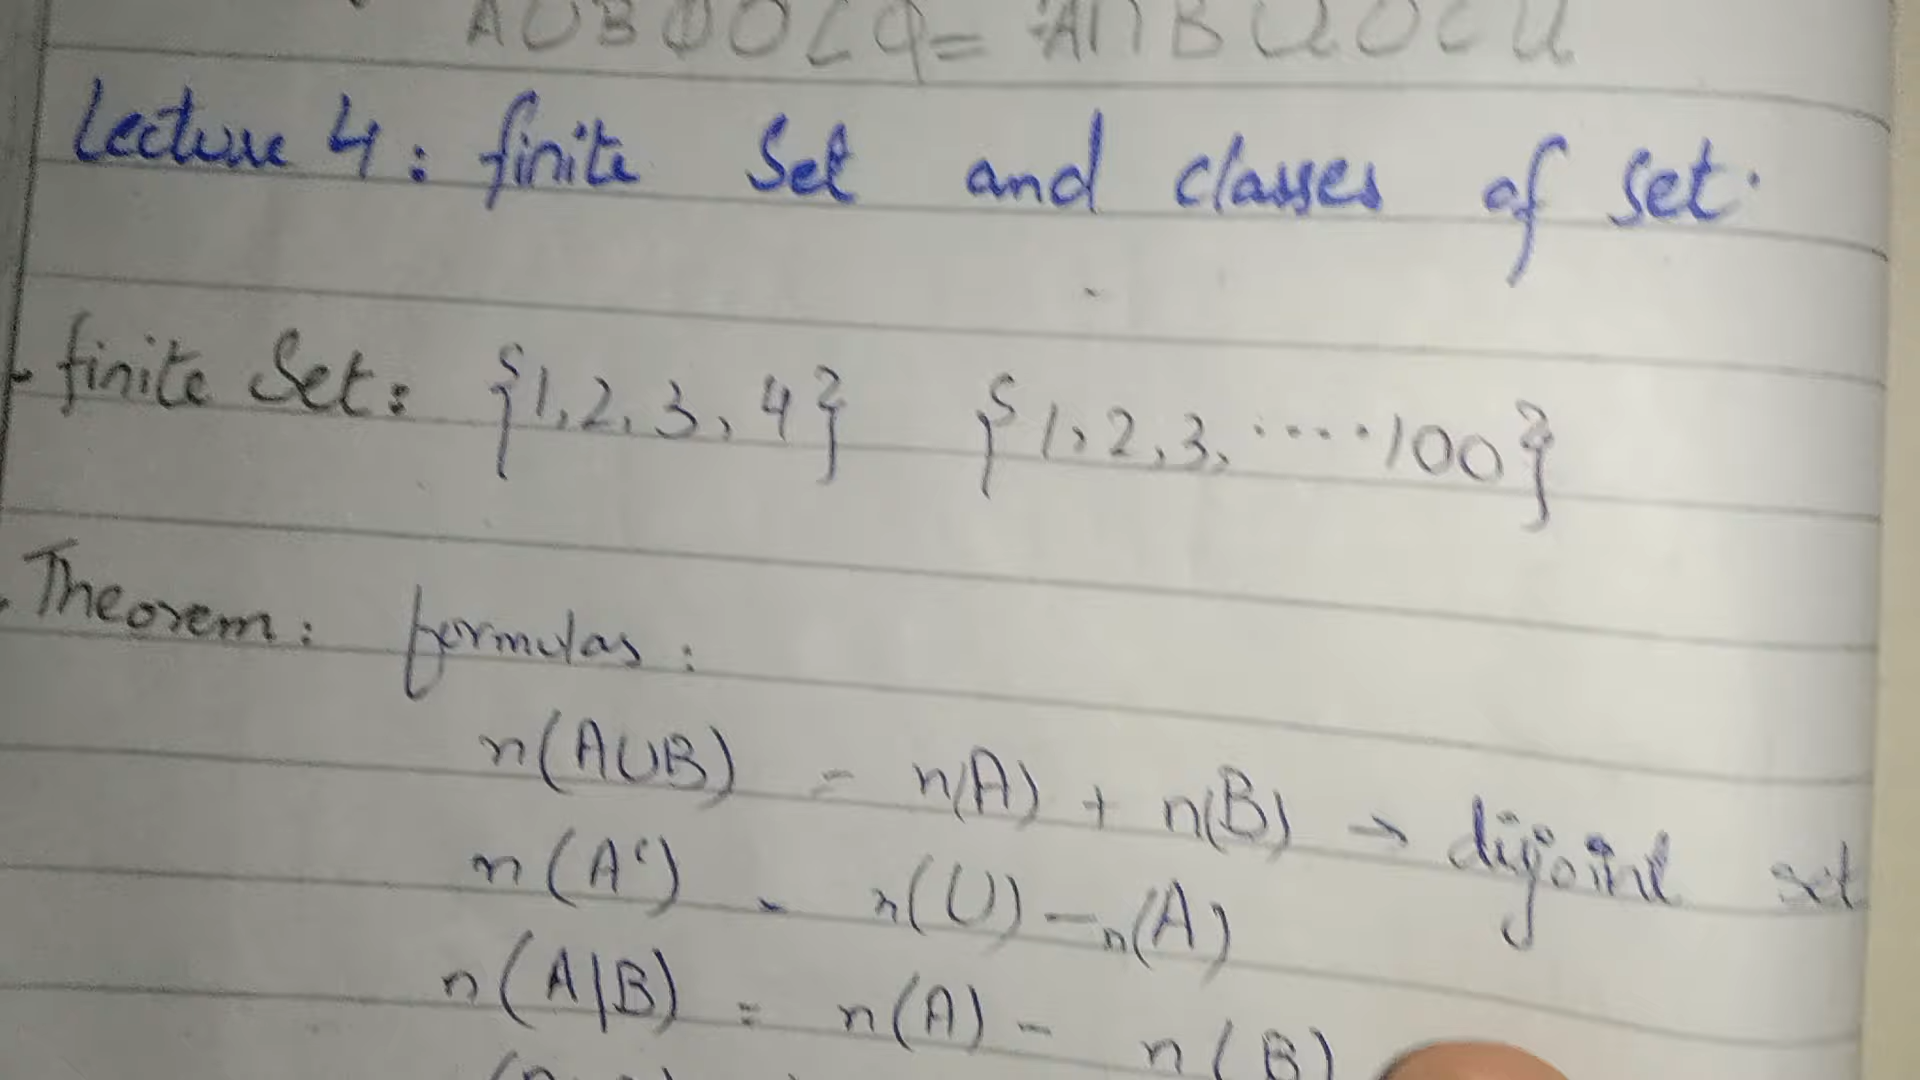 Lecture 4: finite Set and classes of set.
finite Set: {1,2,3,4} {1,2,3,....100}
Theorem: formulas:
n(A∪B) = n(A) + n(B) → disjoint set
n(Aᶜ) = n(U) - n(A)
n(A|B) = n(A) - n(B)